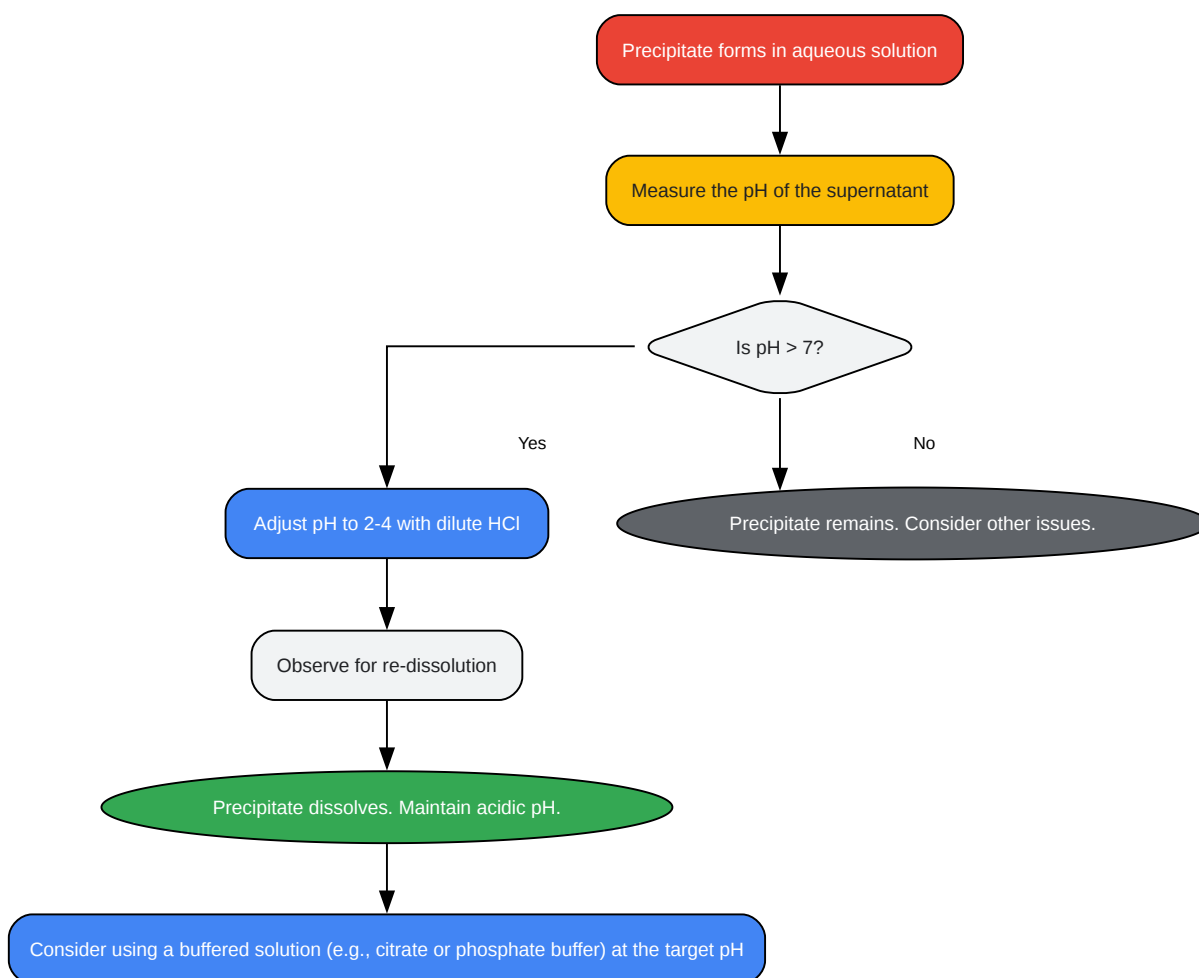 Precipitate forms in aqueous solution
Measure the pH of the supernatant
Is pH > 7?
Yes
No
Adjust pH to 2-4 with dilute HCl
Precipitate remains. Consider other issues.
Observe for re-dissolution
Precipitate dissolves. Maintain acidic pH.
Consider using a buffered solution (e.g., citrate or phosphate buffer) at the target pH